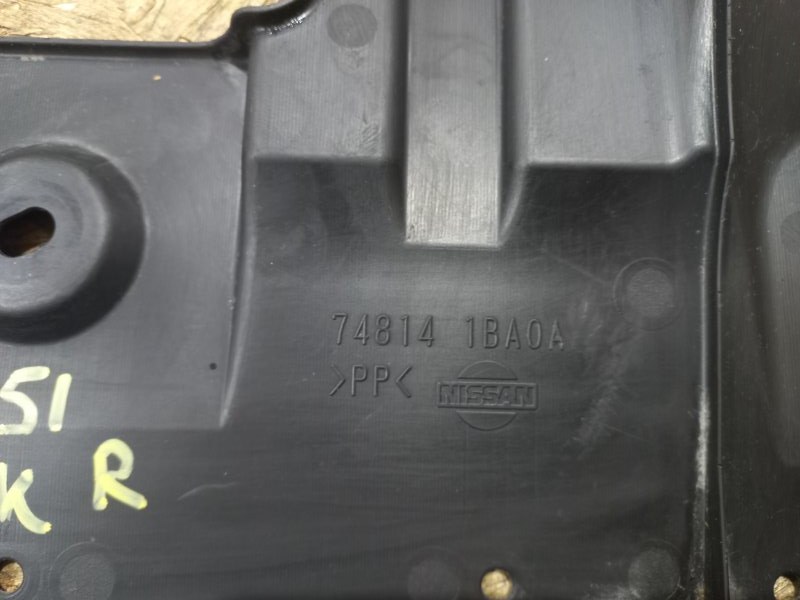 74814 1BA0A
>PP<
NISSAN
51
K R